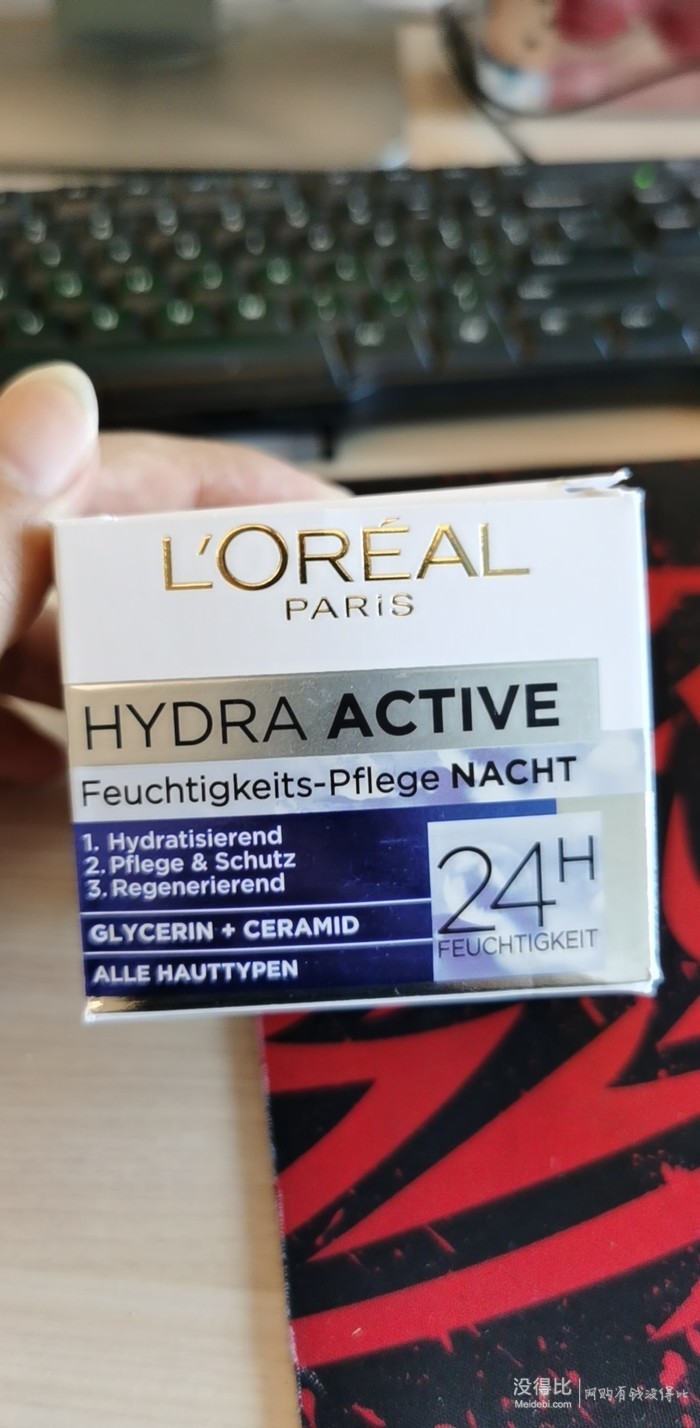 L'ORÉAL
PARiS
HYDRA ACTIVE
Feuchtigkeits-Pflege NACHT
1. Hydratisierend
2. Pflege & Schutz
3. Regenerierend
GLYCERIN + CERAMID
ALLE HAUTTYPEN
24H
FEUCHTIGKEIT
没得比
Meidebi.com
网购有钱没得比